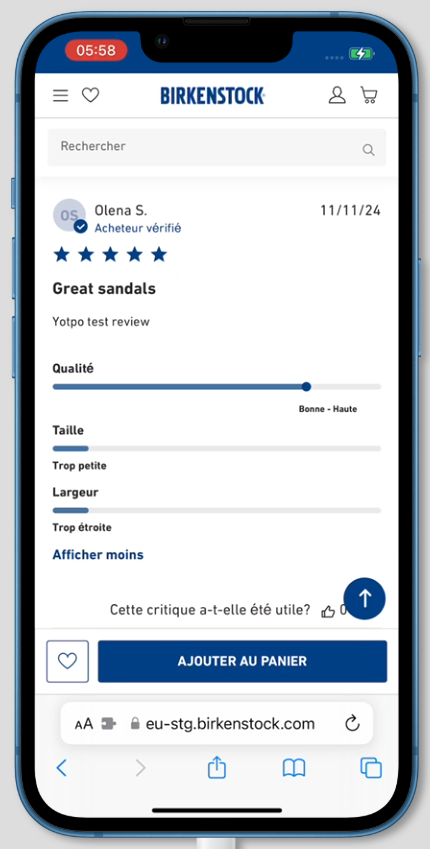 05:58
BIRKENSTOCK
Rechercher
OS
Olena S.
11/11/24
Acheteur vérifié
Great sandals
Yotpo test review
Qualité
Bonne - Haute
Taille
Trop petite
Largeur
Trop étroite
Afficher moins
Cette critique a-t-elle été utile? 0
AJOUTER AU PANIER
AA eu-stg.birkenstock.com